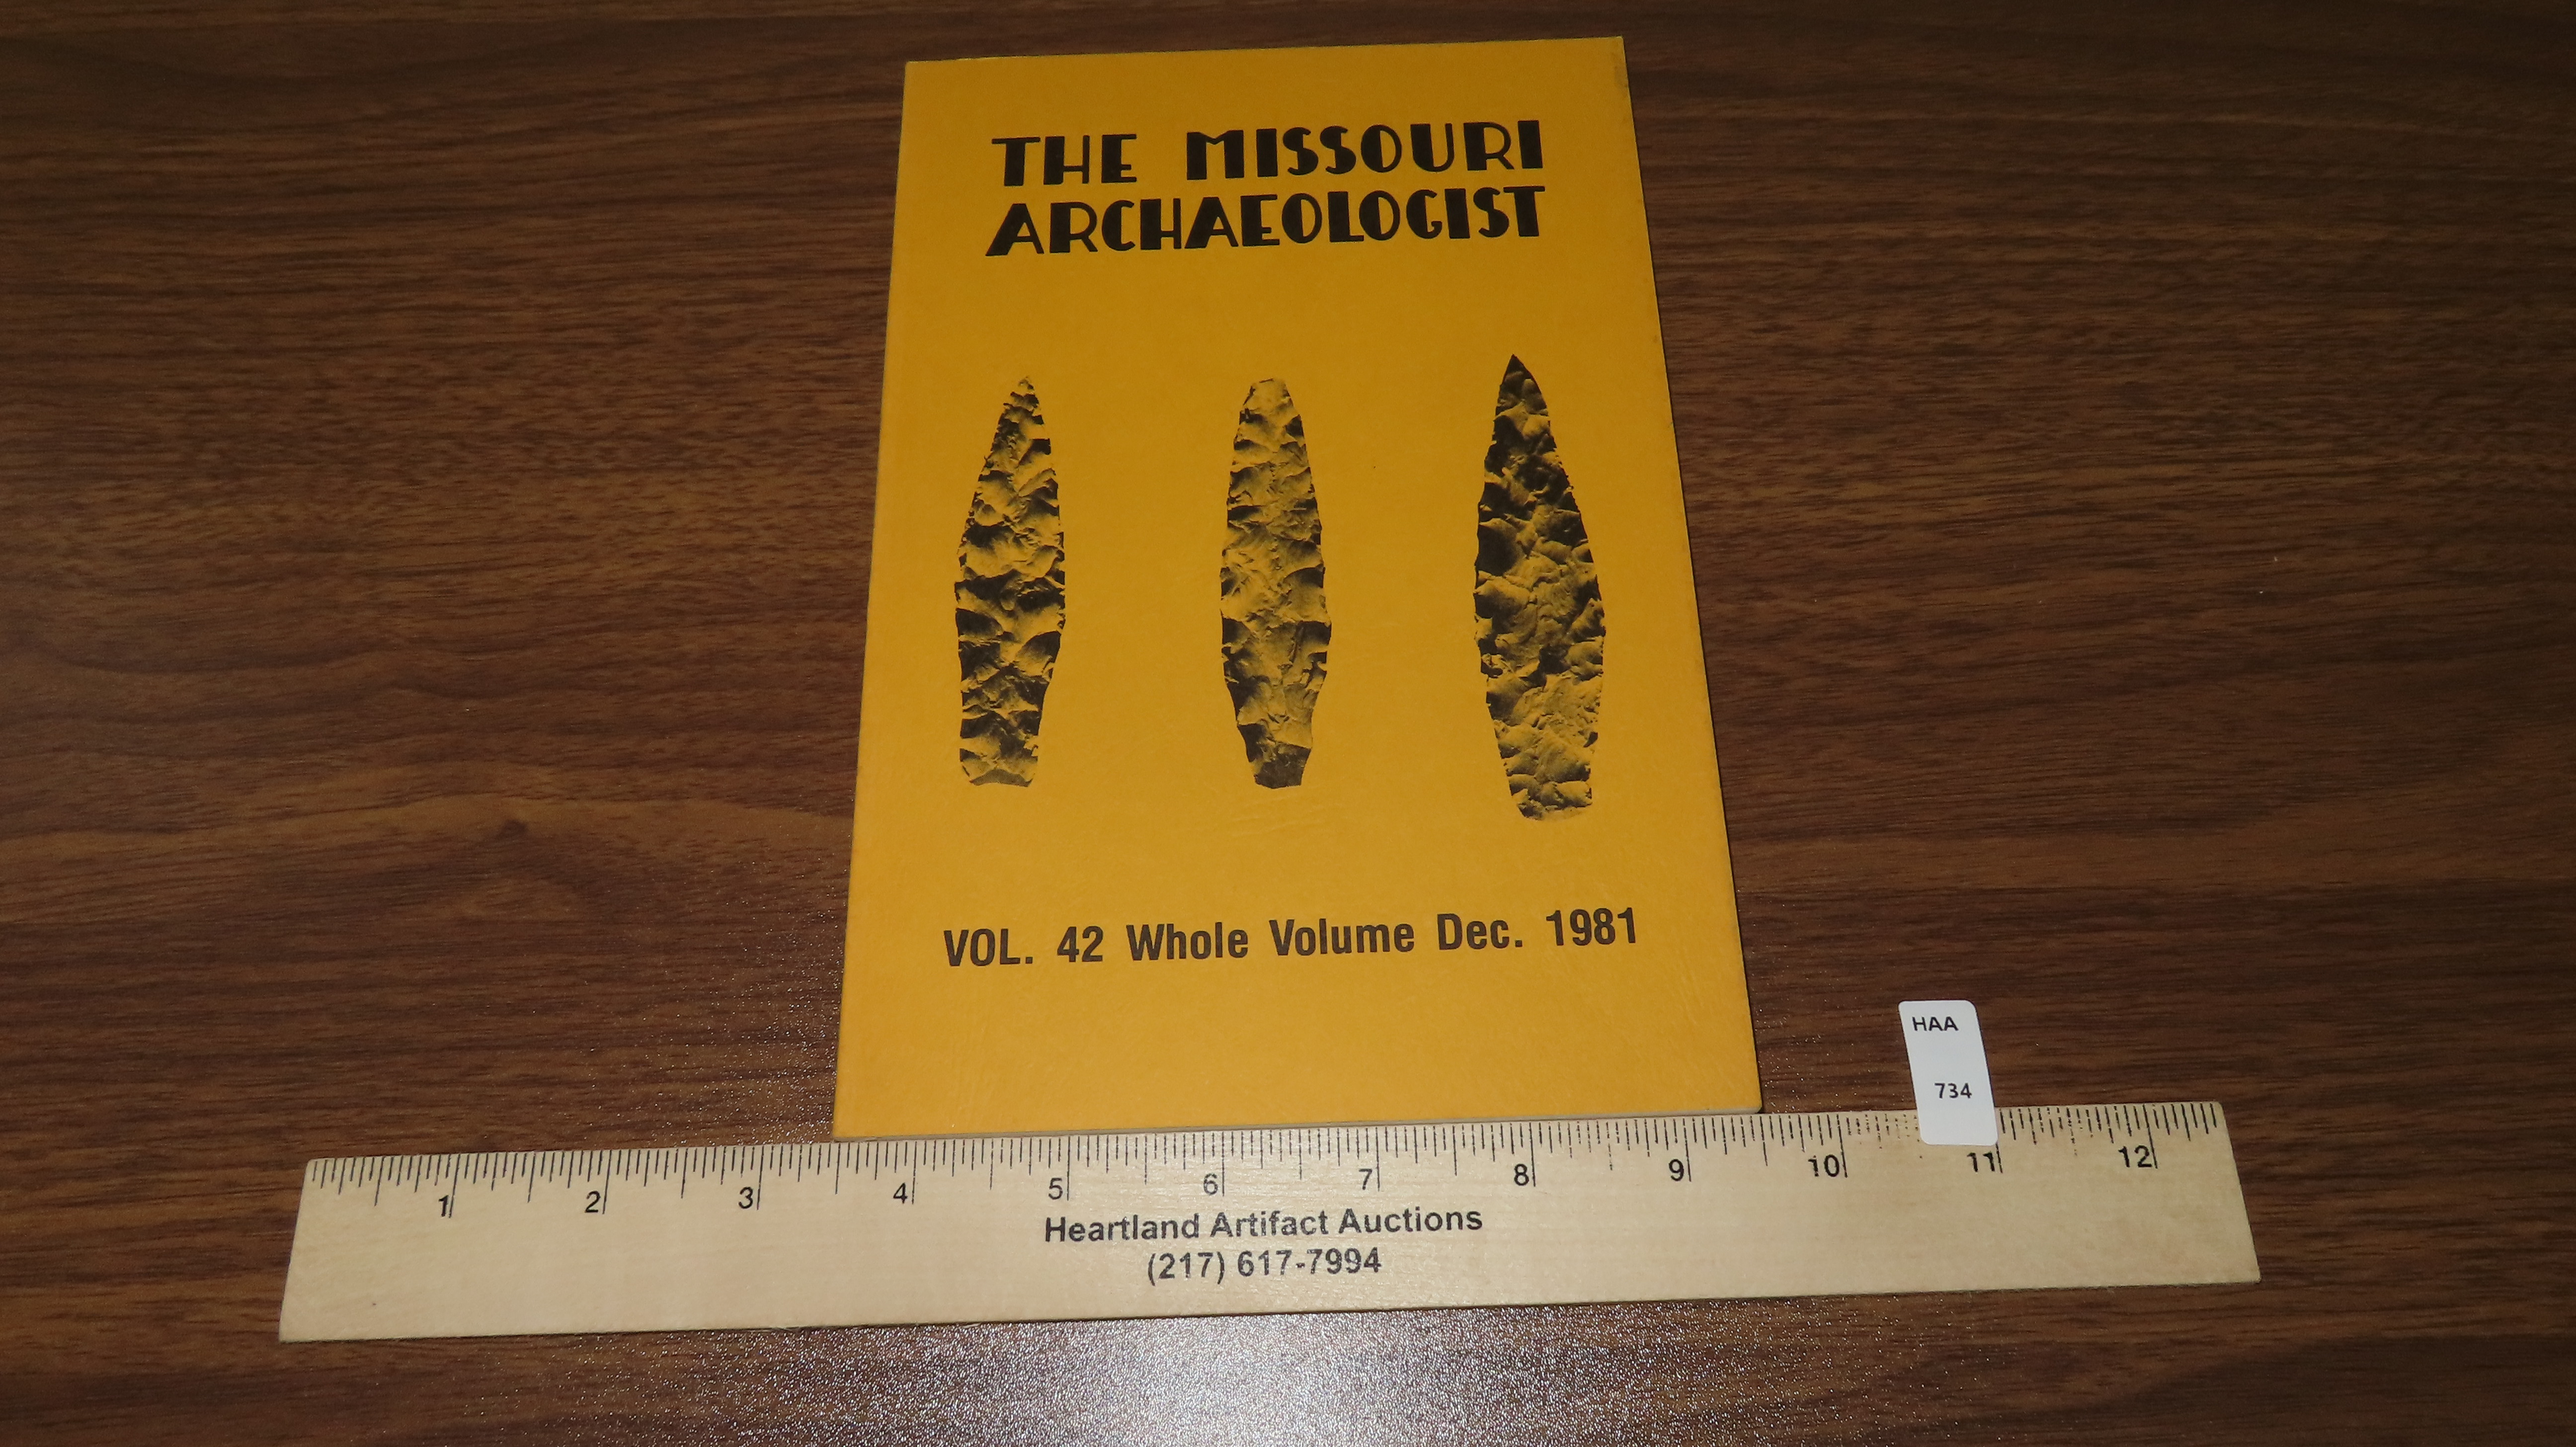 THE MISSOURI
ARCHAEOLOGIST
VOL. 42 Whole Volume Dec. 1981
HAA
734
1 2 3 4 5 6 7 8 9 10 11 12
Heartland Artifact Auctions
(217) 617-7994